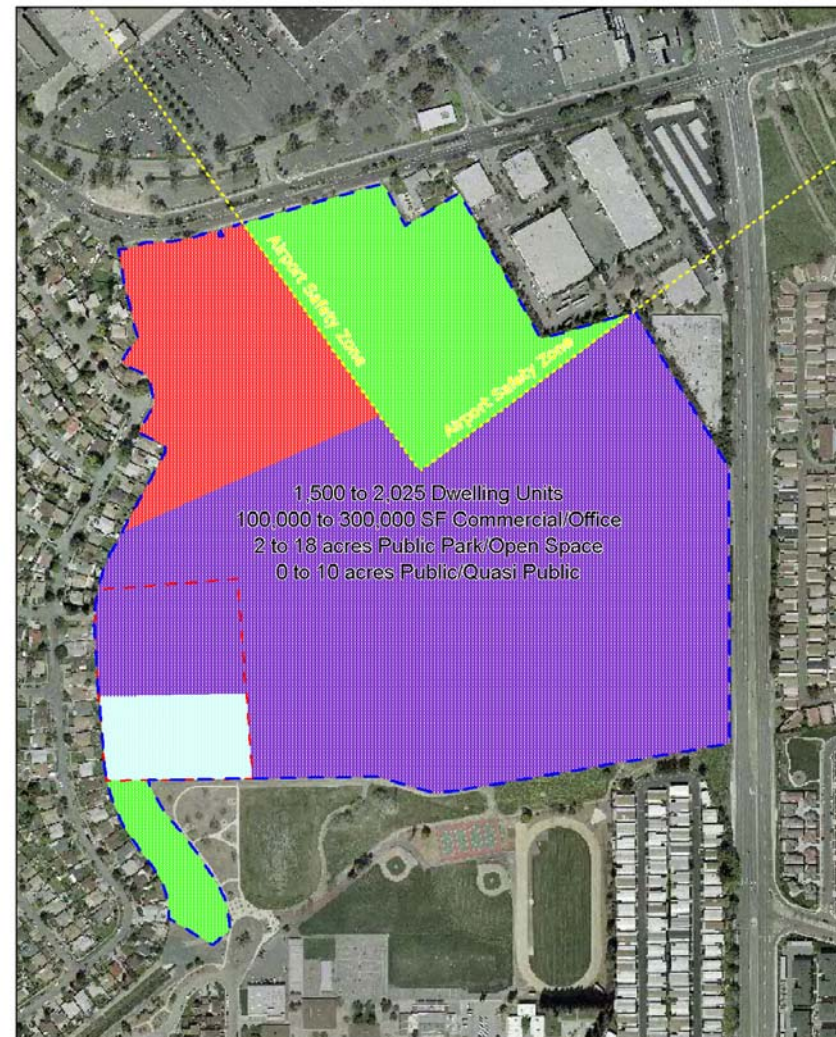 Airport Safety Zone
Airport Safety Zone
1,500 to 2,025 Dwelling Units
100,000 to 300,000 SF Commercial/Office
2 to 18 acres Public Park/Open Space
0 to 10 acres Public/Quasi Public